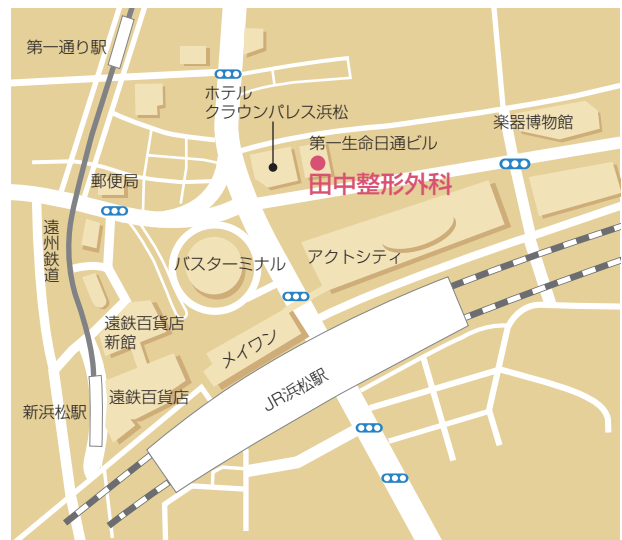 第一通り駅
ホテル
クラウンパレス浜松
楽器博物館
第一生命日通ビル
田中整形外科
郵便局
遠州鉄道
バスターミナル
アクトシティ
遠鉄百貨店
新館
メイワン
JR浜松駅
遠鉄百貨店
新浜松駅